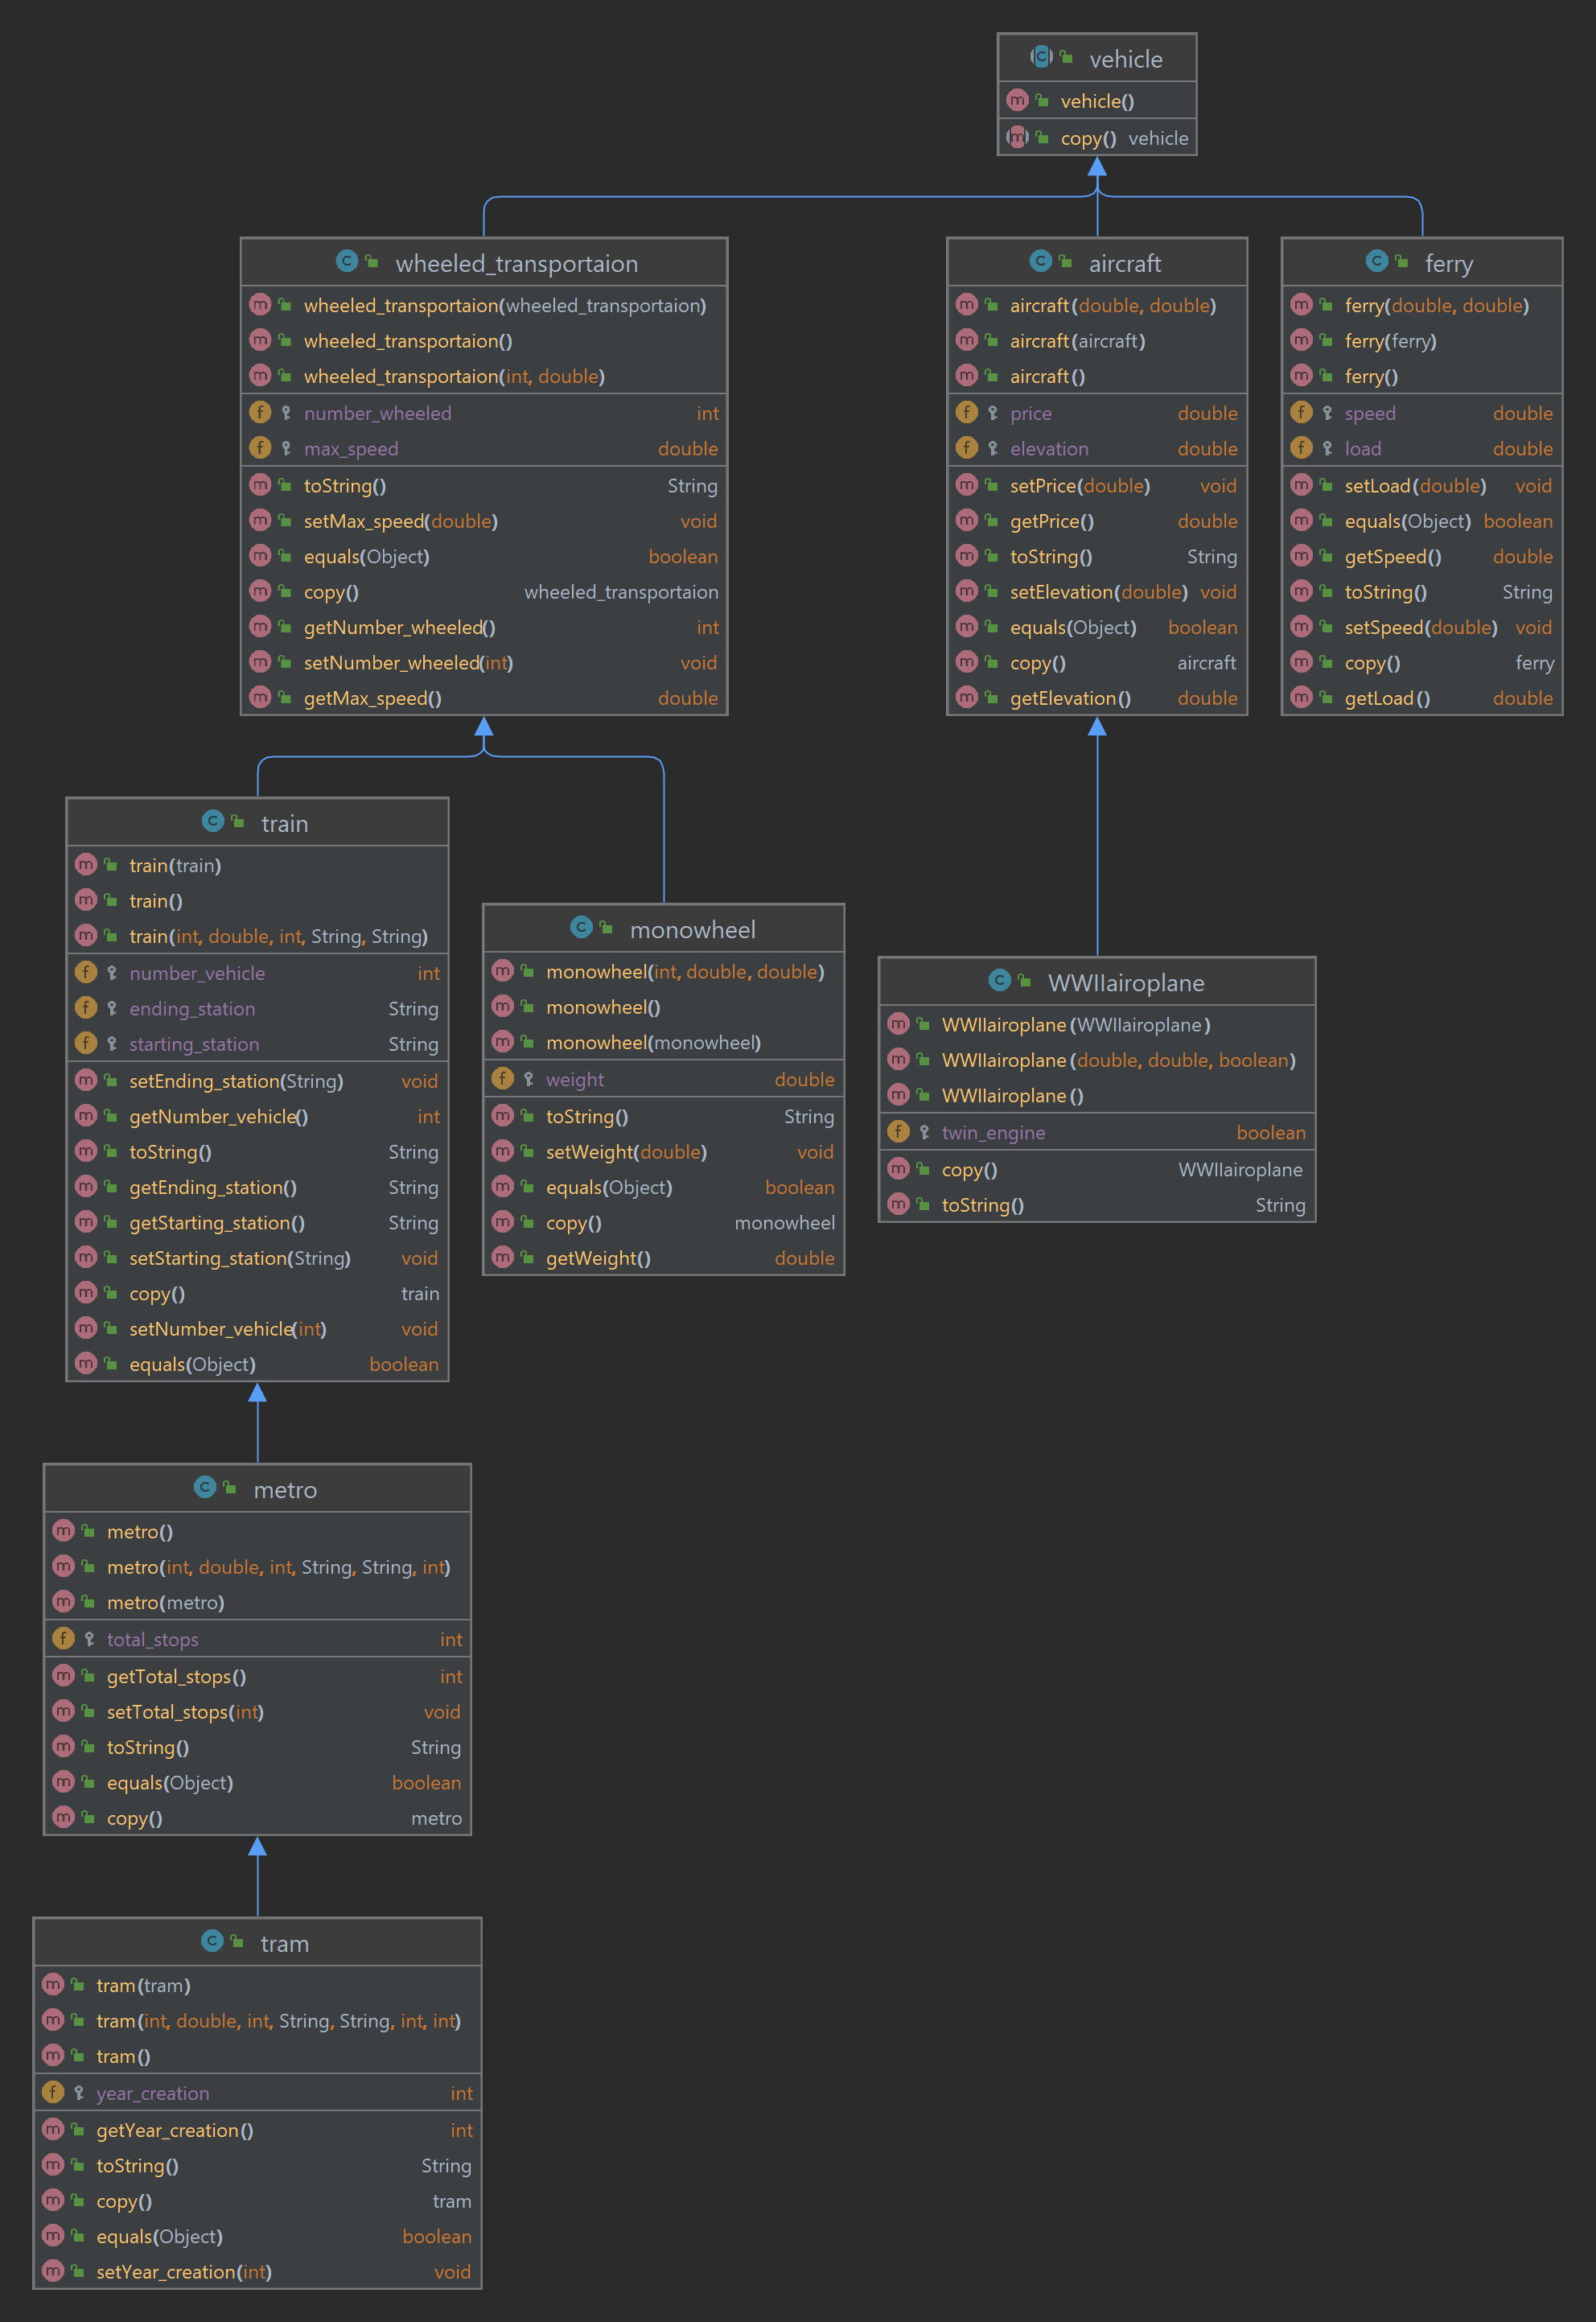 vehicle
vehicle()
copy() vehicle
wheeled_transportaion
wheeled_transportaion(wheeled_transportaion)
wheeled_transportaion()
wheeled_transportaion(int, double)
number_wheeled int
max_speed double
toString() String
setMax_speed(double) void
equals(Object) boolean
copy() wheeled_transportaion
getNumber_wheeled() int
setNumber_wheeled(int) void
getMax_speed() double
aircraft
aircraft(double, double)
aircraft(aircraft)
aircraft()
price double
elevation double
setPrice(double) void
getPrice() double
toString() String
setElevation(double) void
equals(Object) boolean
copy() aircraft
getElevation() double
ferry
ferry(double, double)
ferry(ferry)
ferry()
speed double
load double
setLoad(double) void
equals(Object) boolean
getSpeed() double
toString() String
setSpeed(double) void
copy() ferry
getLoad() double
train
train(train)
train()
train(int, double, int, String, String)
number_vehicle int
ending_station String
starting_station String
setEnding_station(String) void
getNumber_vehicle() int
toString() String
getEnding_station() String
getStarting_station() String
setStarting_station(String) void
copy() train
setNumber_vehicle(int) void
equals(Object) boolean
monowheel
monowheel(int, double, double)
monowheel()
monowheel(monowheel)
weight double
toString() String
setWeight(double) void
equals(Object) boolean
copy() monowheel
getWeight() double
WWIIairoplane
WWIIairoplane(WWIIairoplane)
WWIIairoplane(double, double, boolean)
WWIIairoplane()
twin_engine boolean
copy() WWIIairoplane
toString() String
metro
metro()
metro(int, double, int, String, String, int)
metro(metro)
total_stops int
getTotal_stops() int
setTotal_stops(int) void
toString() String
equals(Object) boolean
copy() metro
tram
tram(tram)
tram(int, double, int, String, String, int, int)
tram()
year_creation int
getYear_creation() int
toString() String
copy() tram
equals(Object) boolean
setYear_creation(int) void